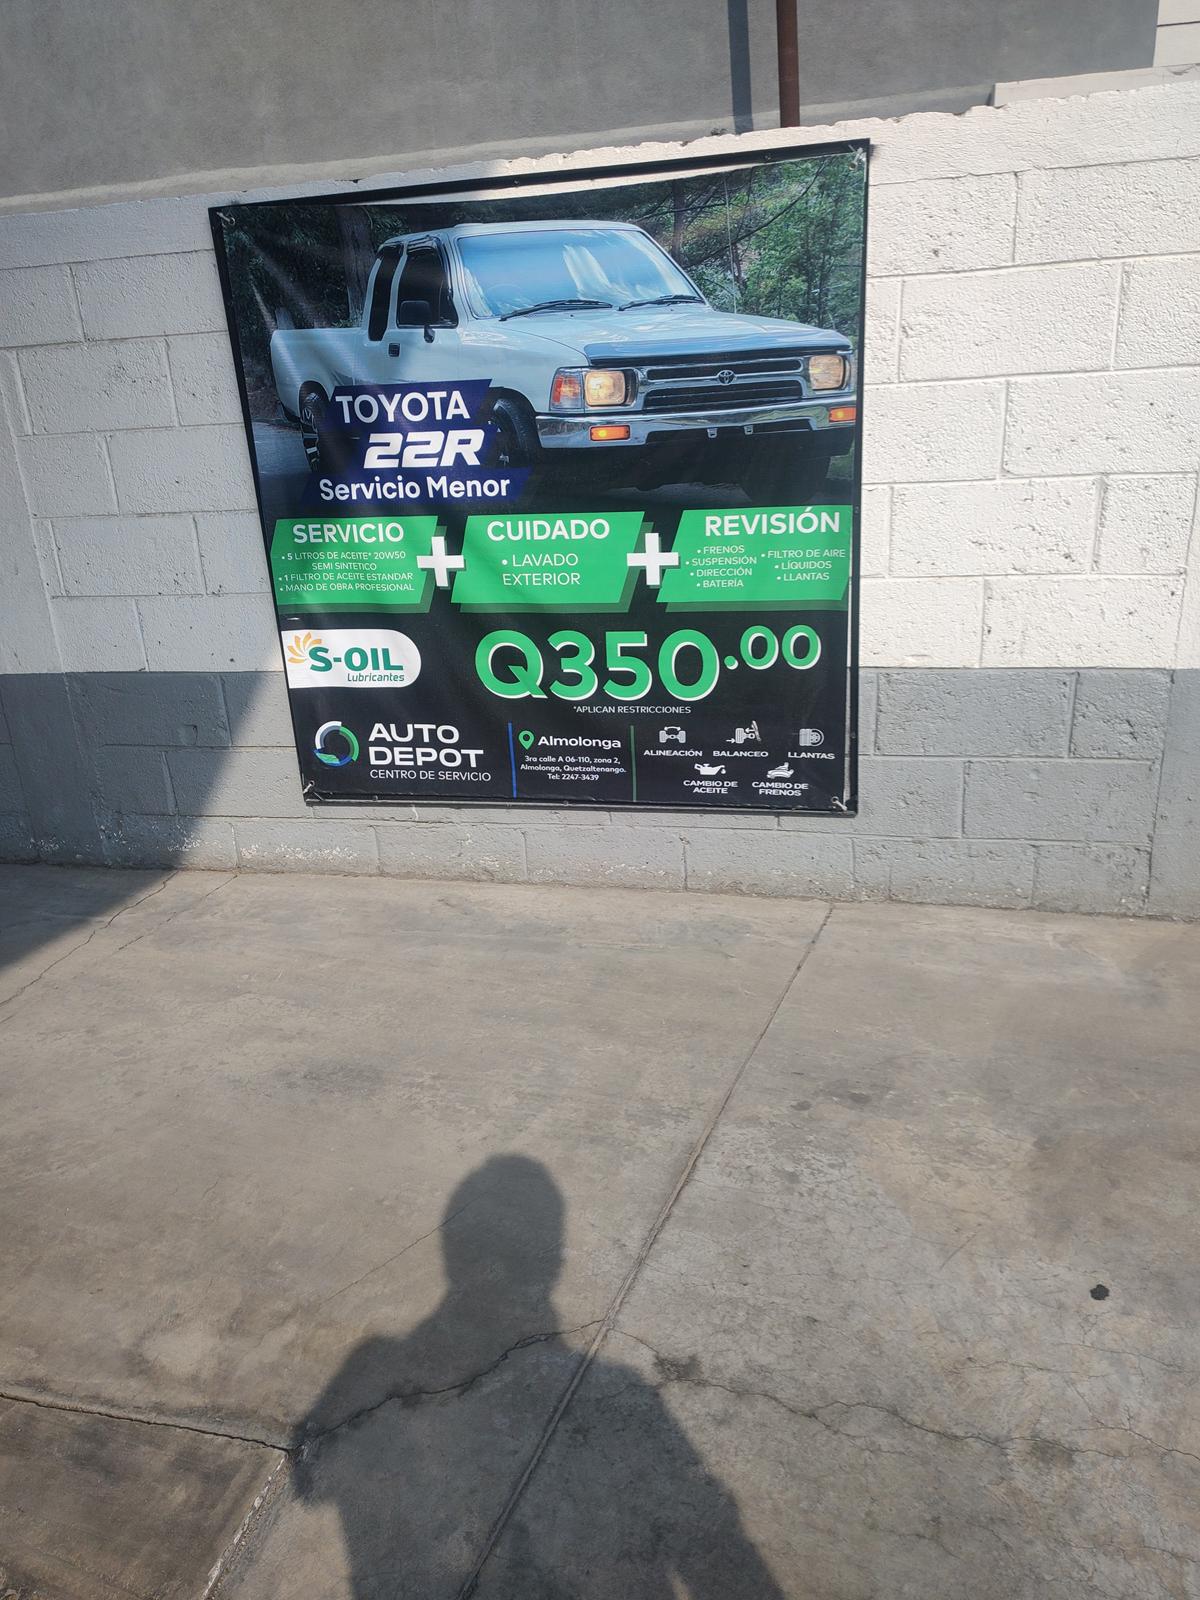 TOYOTA
22R
Servicio Menor
SERVICIO
• 5 LITROS DE ACEITE* 20W50
SEMI SINTETICO
• 1 FILTRO DE ACEITE ESTANDAR
• MANO DE OBRA PROFESIONAL
+
CUIDADO
• LAVADO
EXTERIOR
+
REVISIÓN
• FRENOS
• SUSPENSIÓN
• DIRECCIÓN
• BATERÍA
• FILTRO DE AIRE
• LÍQUIDOS
• LLANTAS
S-OIL
Lubricantes
Q350.00
*APLICAN RESTRICCIONES
AUTO
DEPOT
CENTRO DE SERVICIO
Almolonga
3ra calle A 06-110, zona 2,
Almolonga, Quetzaltenango.
Tel: 2247-3439
ALINEACIÓN
BALANCEO
LLANTAS
CAMBIO DE
ACEITE
CAMBIO DE
FRENOS